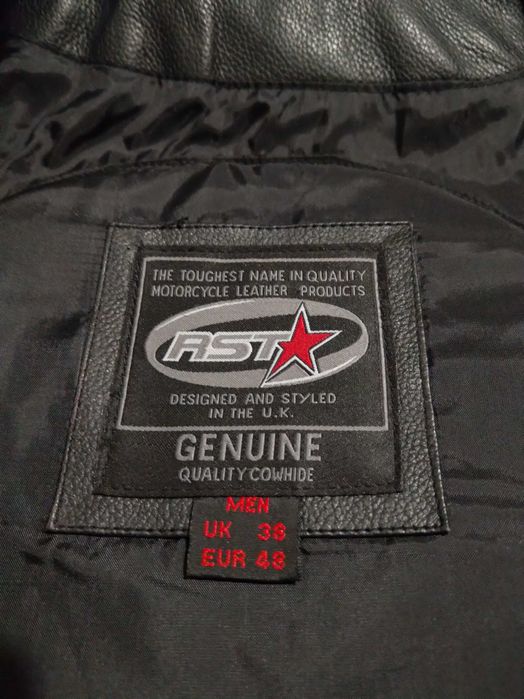 THE TOUGHEST NAME IN QUALITY
MOTORCYCLE LEATHER PRODUCTS
RST
DESIGNED AND STYLED
IN THE U.K.
GENUINE
QUALITY COWHIDE
MEN
UK 38
EUR 48